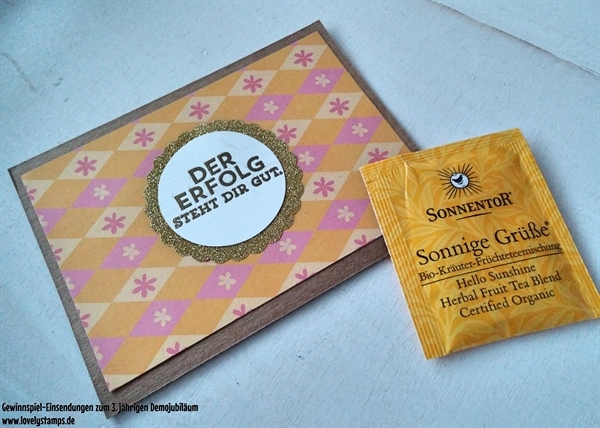 DER
ERFOLG
STEHT DIR GUT.
SONNENTOR®
Sonnige Grüße®
Bio-Kräuter-Früchteteemischung
Hello Sunshine
Herbal Fruit Tea Blend
Certified Organic
Gewinnspiel-Einsendungen zum 3. jährigen Demojubiläum
www.lovelystamps.de